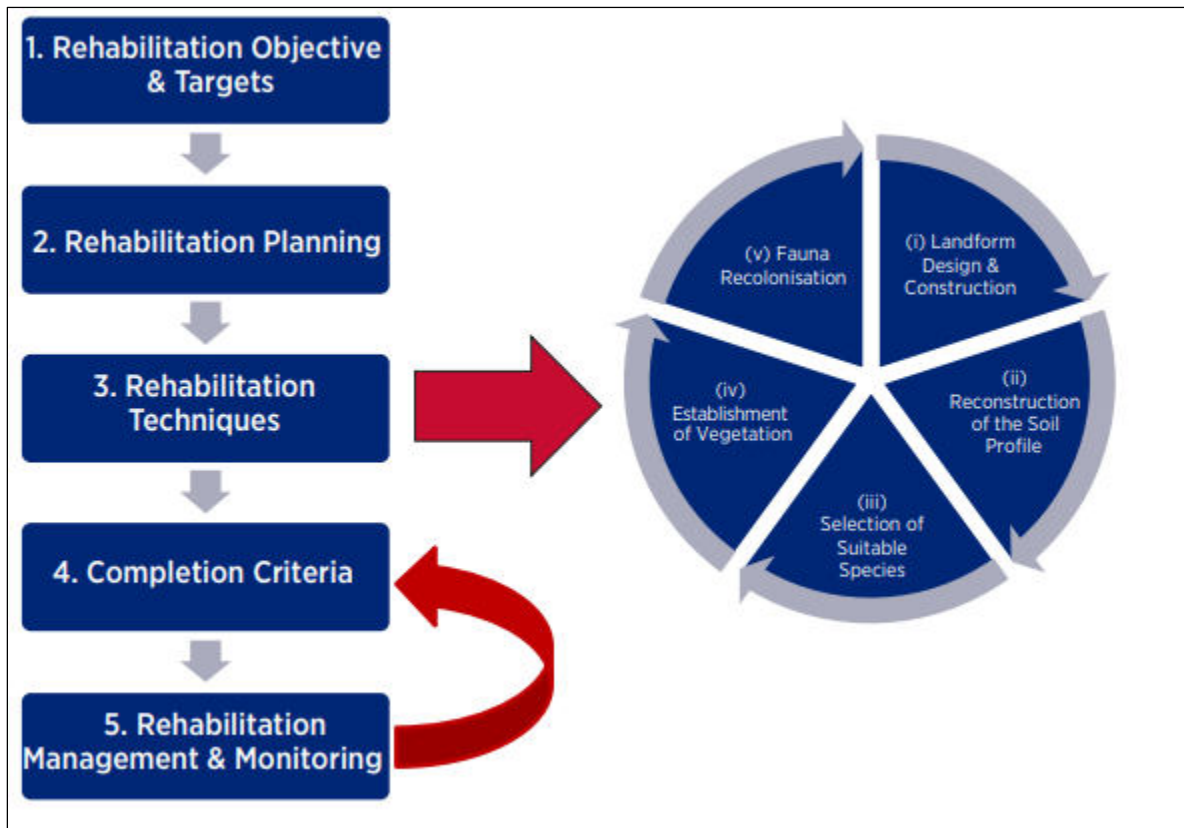 1. Rehabilitation Objective
& Targets
2. Rehabilitation Planning
3. Rehabilitation
Techniques
4. Completion Criteria
5. Rehabilitation
Management & Monitoring
(i) Landform
Design &
Construction
(ii)
Reconstruction
of the Soil
Profile
(iii)
Selection of
Suitable
Species
(iv)
Establishment
of Vegetation
(v) Fauna
Recolonisation